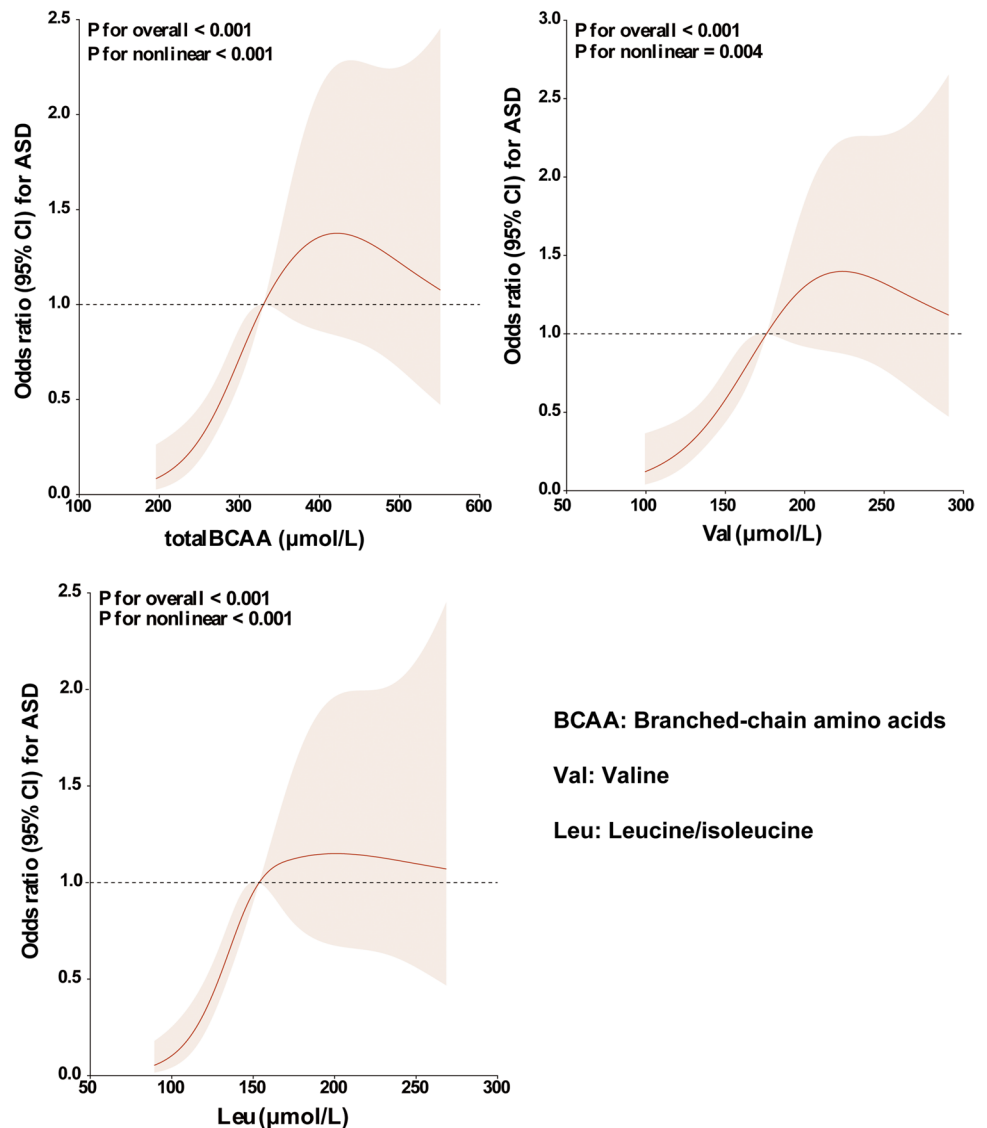 P for overall < 0.001
P for nonlinear < 0.001
Odds ratio (95% CI) for ASD
2.5
2.0
1.5
1.0
0.5
0.0
100
200
300
400
500
600
total BCAA (μmol/L)
P for overall < 0.001
P for nonlinear = 0.004
Odds ratio (95% CI) for ASD
3.0
2.5
2.0
1.5
1.0
0.5
0.0
50
100
150
200
250
300
Val (μmol/L)
P for overall < 0.001
P for nonlinear < 0.001
Odds ratio (95% CI) for ASD
2.5
2.0
1.5
1.0
0.5
0.0
50
100
150
200
250
300
Leu (μmol/L)
BCAA: Branched-chain amino acids
Val: Valine
Leu: Leucine/isoleucine